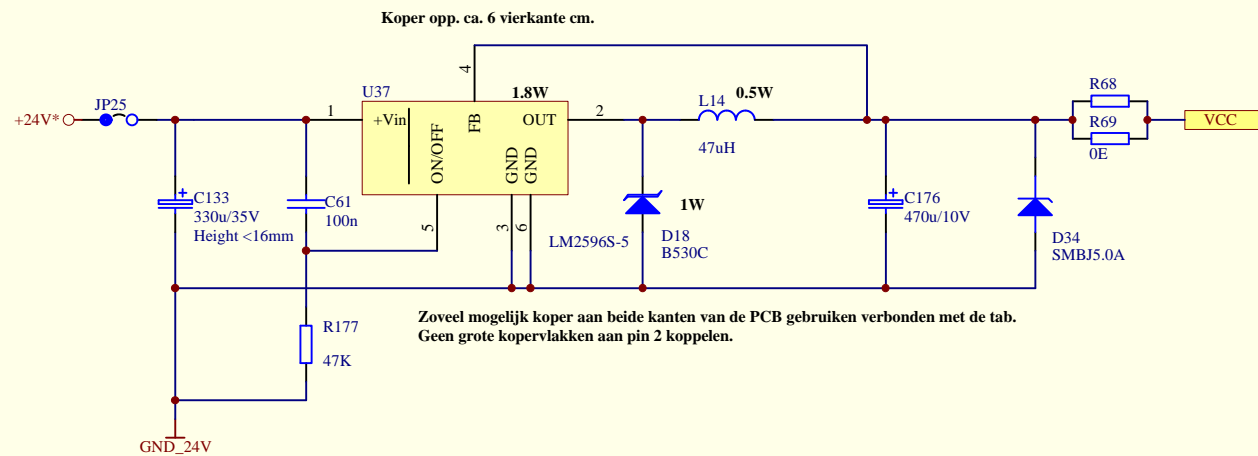 Koper opp. ca. 6 vierkante cm.
+24V*
JP25
U37
1.8W
L14
0.5W
R68
R69
0E
VCC
1
4
2
5
3
6
+Vin
FB
OUT
ON/OFF
GND
GND
47uH
C133
330u/35V
Height <16mm
C61
100n
LM2596S-5
1W
D18
B530C
C176
470u/10V
D34
SMBJ5.0A
Zoveel mogelijk koper aan beide kanten van de PCB gebruiken verbonden met de tab.
Geen grote kopervlakken aan pin 2 koppelen.
R177
47K
GND_24V